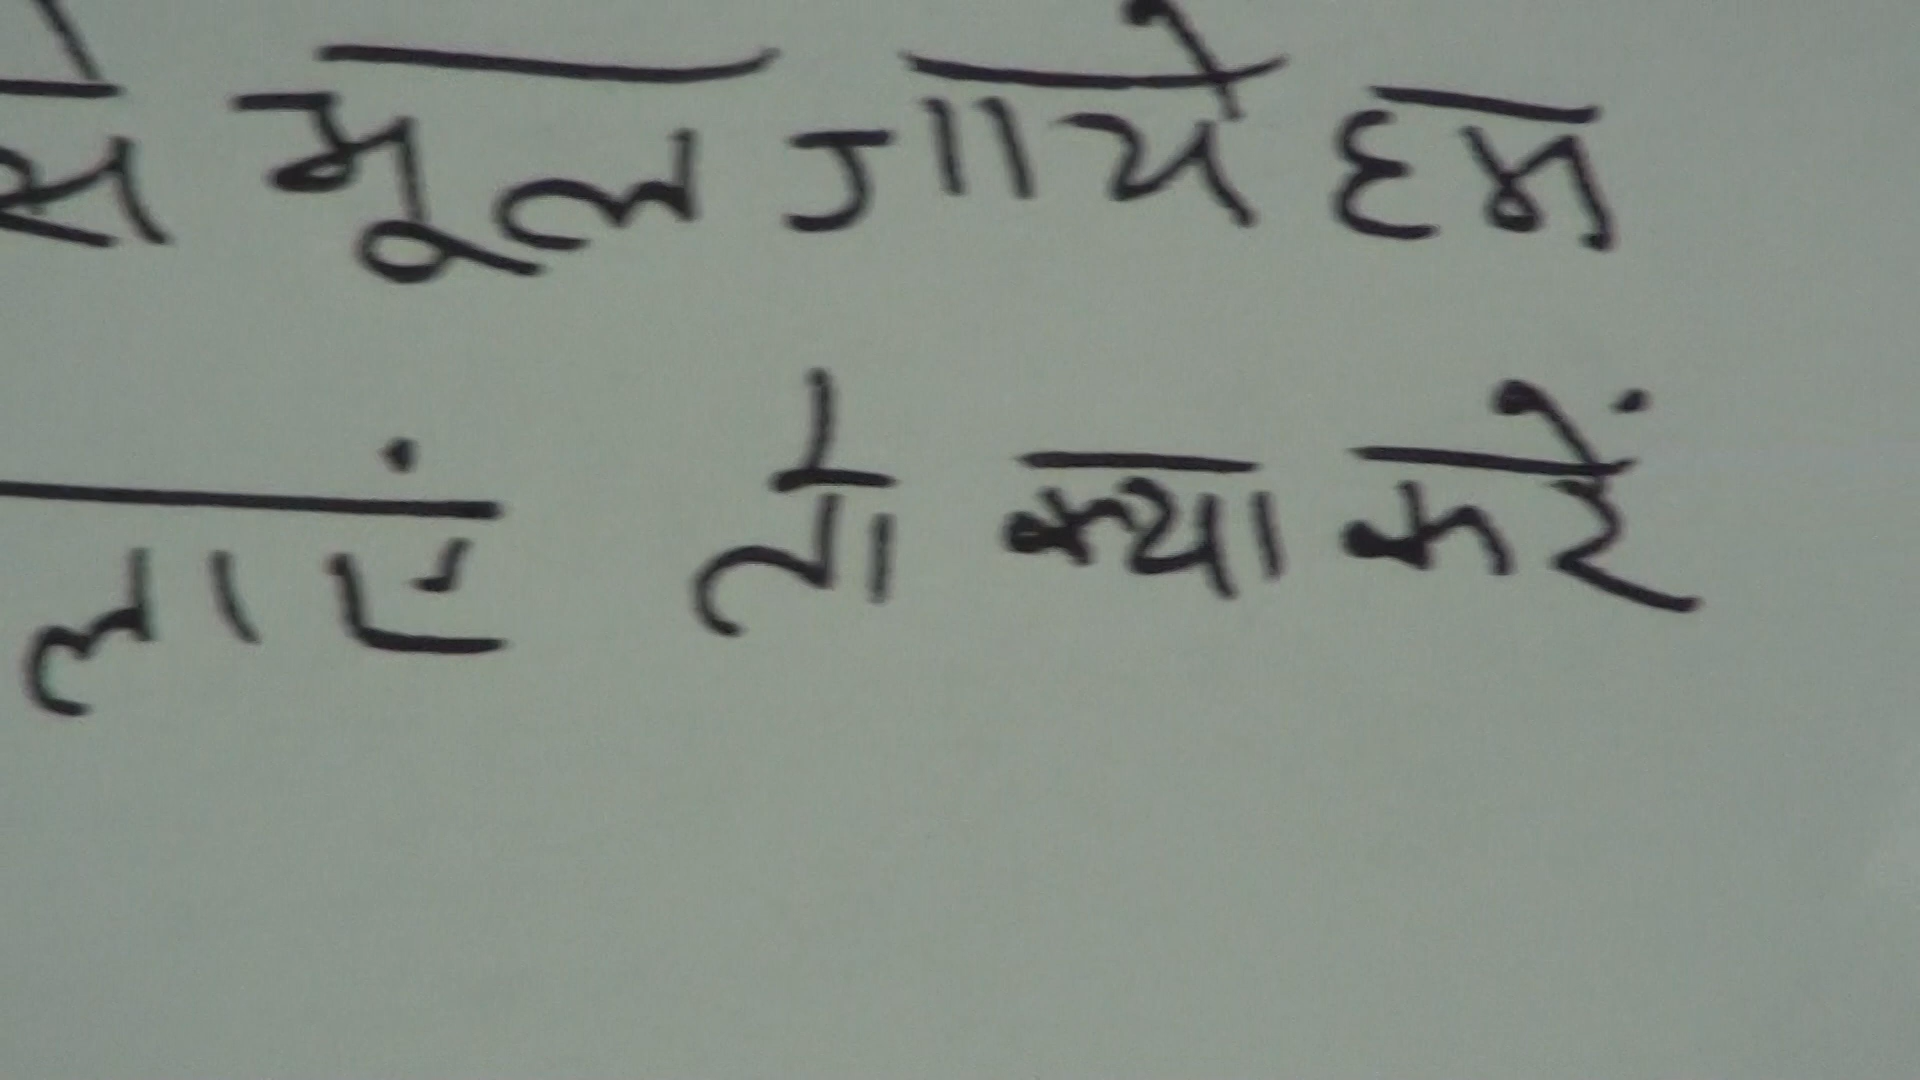 से भूल जाये हम
लाएं तो क्या करें